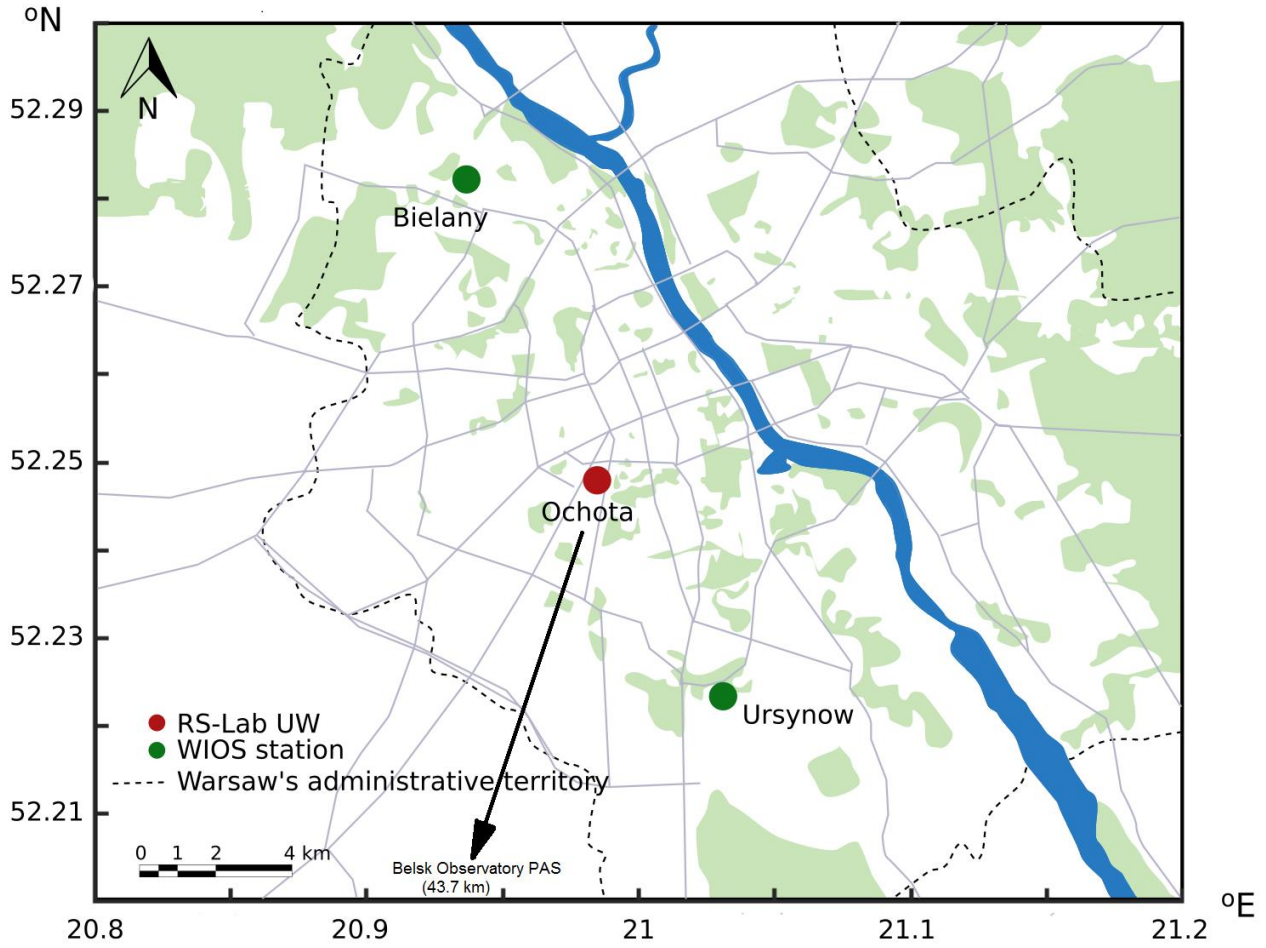 oN
52.29
N
Bielany
52.27
52.25
Ochota
52.23
Ursynow
RS-Lab UW
WIOS station
Warsaw's administrative territory
52.21
0 1 2 4 km
Belsk Observatory PAS
(43.7 km)
oE
20.8 20.9 21 21.1 21.2